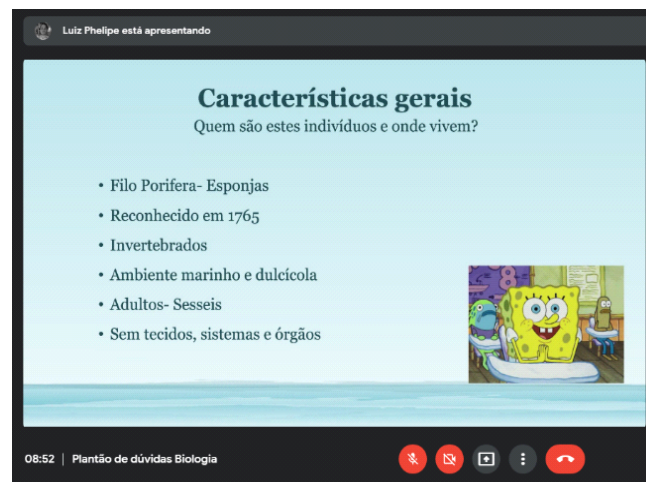 Luiz Phelipe está apresentando
Características gerais
Quem são estes indivíduos e onde vivem?
• Filo Porifera- Esponjas
• Reconhecido em 1765
• Invertebrados
• Ambiente marinho e dulcícola
• Adultos- Sesseis
• Sem tecidos, sistemas e órgãos
08:52 | Plantão de dúvidas Biologia